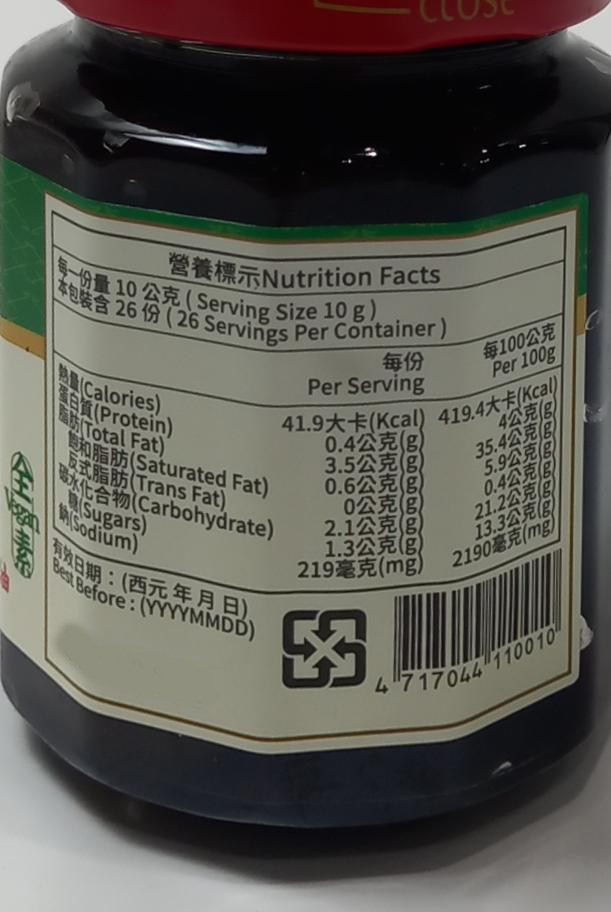 CLOSE
營養標示Nutrition Facts
每一份量 10 公克 ( Serving Size 10 g )
本包裝含 26 份 ( 26 Servings Per Container )
每份 每100公克
Per Serving Per 100g
熱量(Calories) 41.9大卡(Kcal) 419.4大卡(Kcal)
蛋白質(Protein) 0.4公克(g) 4公克(g)
脂肪(Total Fat) 3.5公克(g) 35.4公克(g)
飽和脂肪(Saturated Fat) 0.6公克(g) 5.9公克(g)
反式脂肪(Trans Fat) 0公克(g) 0.4公克(g)
碳水化合物(Carbohydrate) 2.1公克(g) 21.2公克(g)
糖(Sugars) 1.3公克(g) 13.3公克(g)
鈉(Sodium) 219毫克(mg) 2190毫克(mg)
有效日期：(西元 年 月 日)
Best Before : (YYYYMMDD)
4 717044 110010
全
Vegan
素
油